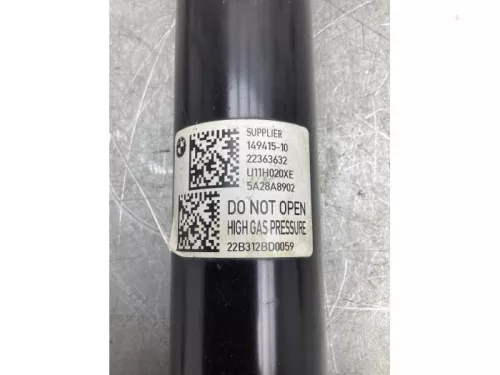 SUPPLIER
149415-10
22363632
U11H020XE
5A28A8902
DO NOT OPEN
HIGH GAS PRESSURE
22B312BD0059